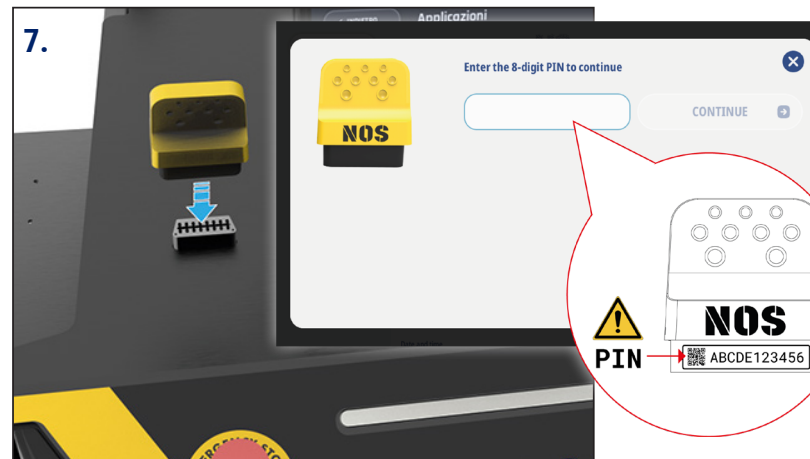 7.
Applicazioni
Enter the 8-digit PIN to continue
NOS
CONTINUE
NOS
PIN
ABCDE123456